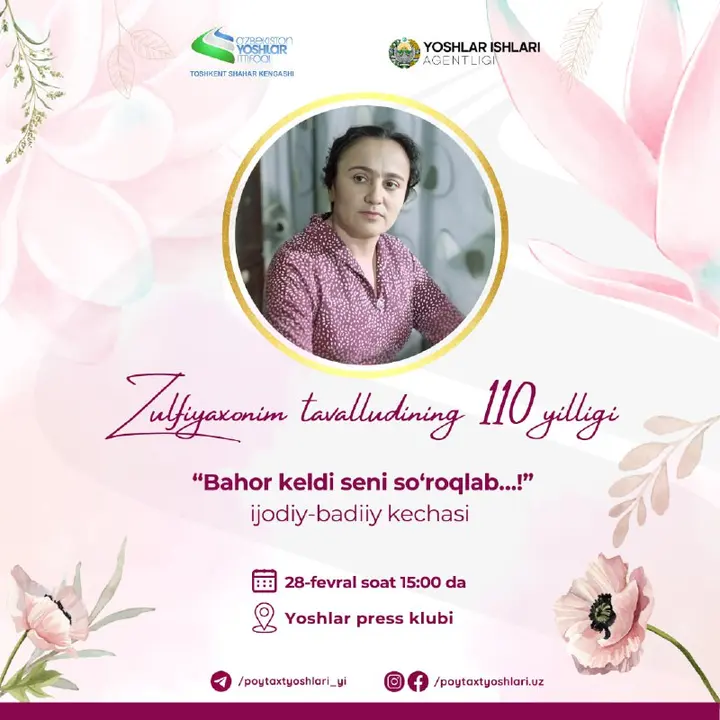 O'ZBEKISTON
YOSHLAR
ITTIFOQI
TOSHKENT SHAHAR KENGASHI
YOSHLAR ISHLARI
AGENTLIGI
Zulfiyaxonim tavalludining 110 yilligi
“Bahor keldi seni so‘roqlab...!”
ijodiy-badiiy kechasi
28-fevral soat 15:00 da
Yoshlar press klubi
/poytaxtyoshlari_yi
/poytaxtyoshlari.uz